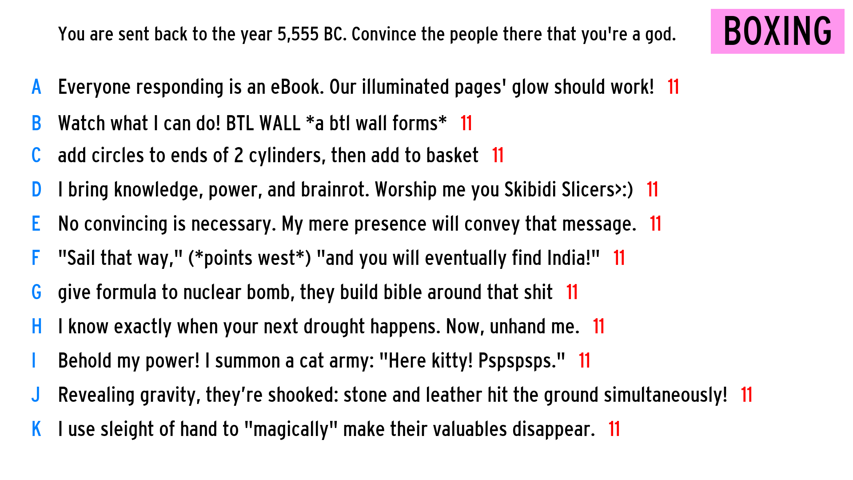 You are sent back to the year 5,555 BC. Convince the people there that you're a god.
BOXING
A Everyone responding is an eBook. Our illuminated pages' glow should work! 11
B Watch what I can do! BTL WALL *a btl wall forms* 11
C add circles to ends of 2 cylinders, then add to basket 11
D I bring knowledge, power, and brainrot. Worship me you Skibidi Slicers>:) 11
E No convincing is necessary. My mere presence will convey that message. 11
F "Sail that way," (*points west*) "and you will eventually find India!" 11
G give formula to nuclear bomb, they build bible around that shit 11
H I know exactly when your next drought happens. Now, unhand me. 11
I Behold my power! I summon a cat army: "Here kitty! Pspspsps." 11
J Revealing gravity, they’re shooked: stone and leather hit the ground simultaneously! 11
K I use sleight of hand to "magically" make their valuables disappear. 11